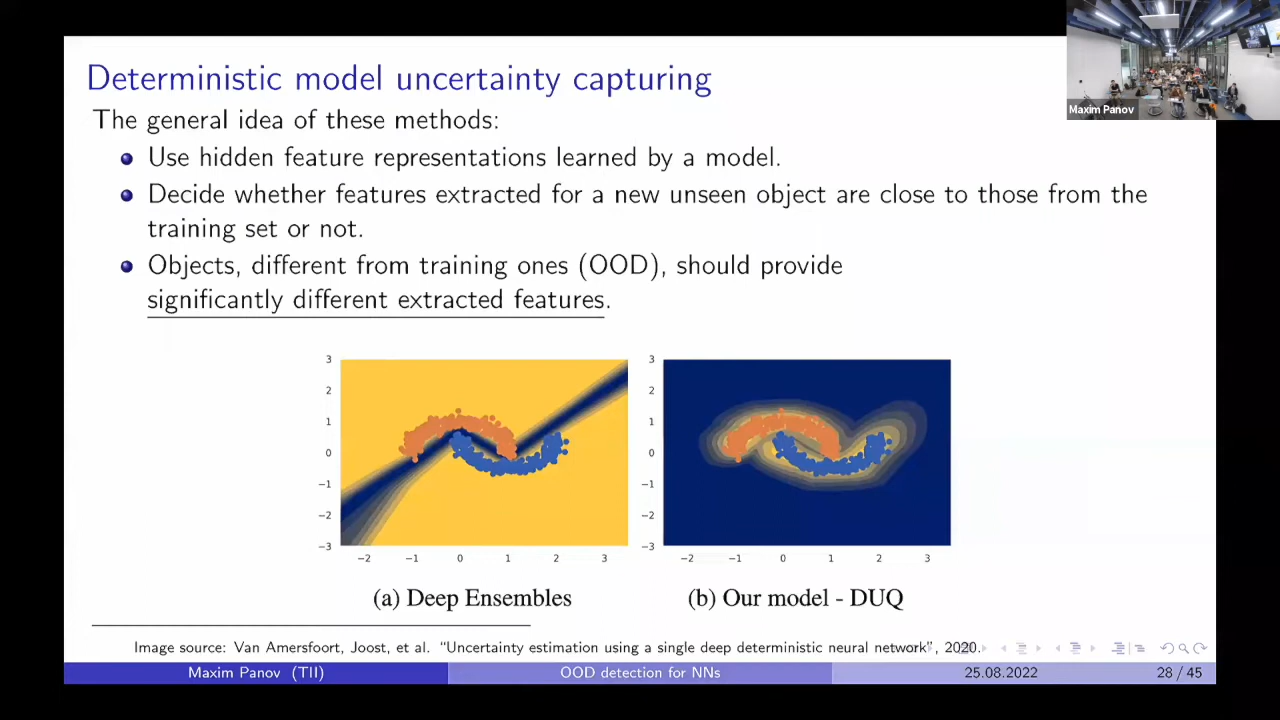 Deterministic model uncertainty capturing
Maxim Panov
The general idea of these methods:
Use hidden feature representations learned by a model.
Decide whether features extracted for a new unseen object are close to those from the
training set or not.
Objects, different from training ones (OOD), should provide
significantly different extracted features.
3
2
1
0
−1
−2
−3
−2 −1 0 1 2 3
3
2
1
0
−1
−2
−3
−2 −1 0 1 2 3
(a) Deep Ensembles
(b) Our model - DUQ
Image source: Van Amersfoort, Joost, et al. “Uncertainty estimation using a single deep deterministic neural network”, 2020.
Maxim Panov (TII) OOD detection for NNs 25.08.2022 28 / 45